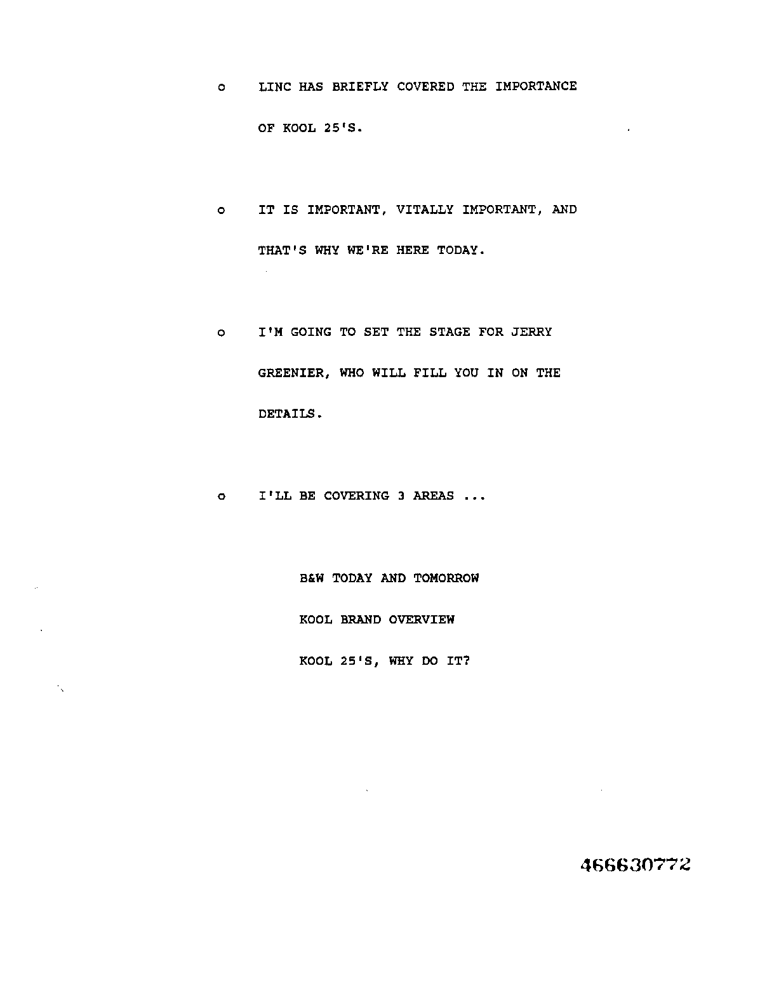 o LINC HAS BRIEFLY COVERED THE IMPORTANCE
OF KOOL 25'S.
o IT IS IMPORTANT, VITALLY IMPORTANT, AND
THAT'S WHY WE'RE HERE TODAY.
o I'M GOING TO SET THE STAGE FOR JERRY
GREENIER, WHO WILL FILL YOU IN ON THE
DETAILS.
o I'LL BE COVERING 3 AREAS ...
B&W TODAY AND TOMORROW
KOOL BRAND OVERVIEW
KOOL 25'S, WHY DO IT?
466630772